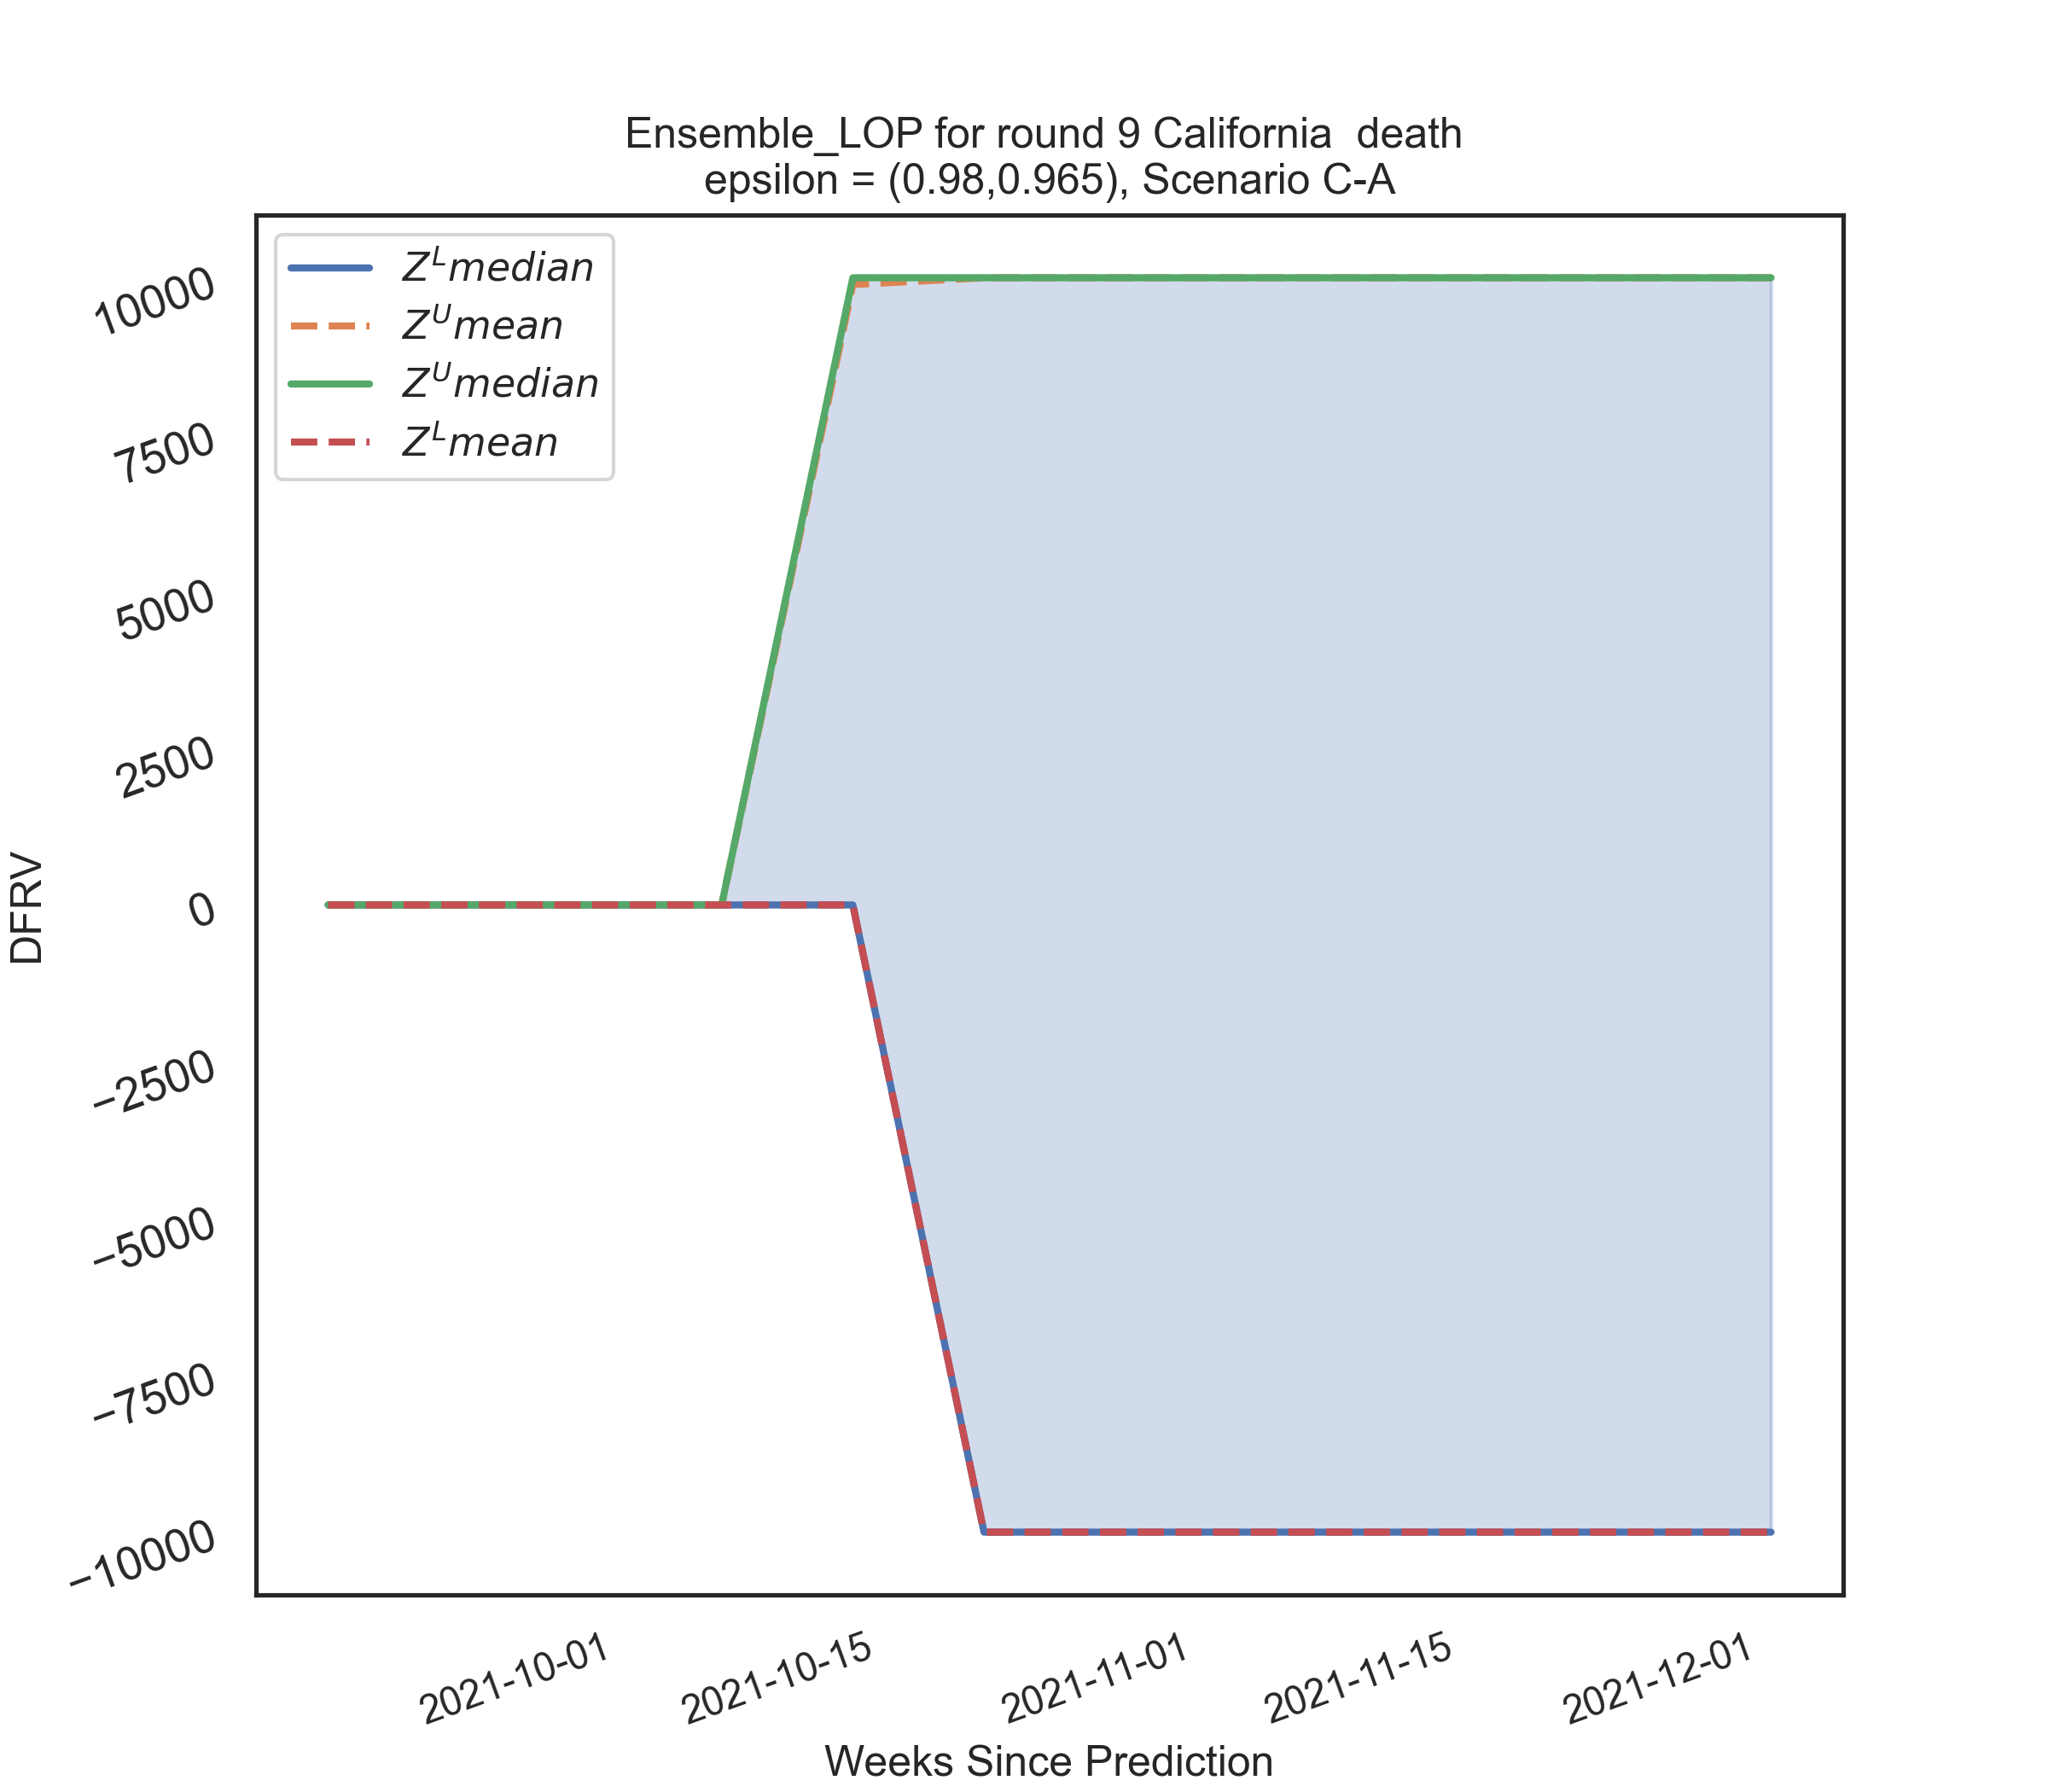 Ensemble_LOP for round 9 California  death
epsilon = (0.98,0.965), Scenario C-A
Z^L median
Z^U mean
Z^U median
Z^L mean
10000
7500
5000
2500
0
−2500
−5000
−7500
−10000
DFRV
2021-10-01
2021-10-15
2021-11-01
2021-11-15
2021-12-01
Weeks Since Prediction